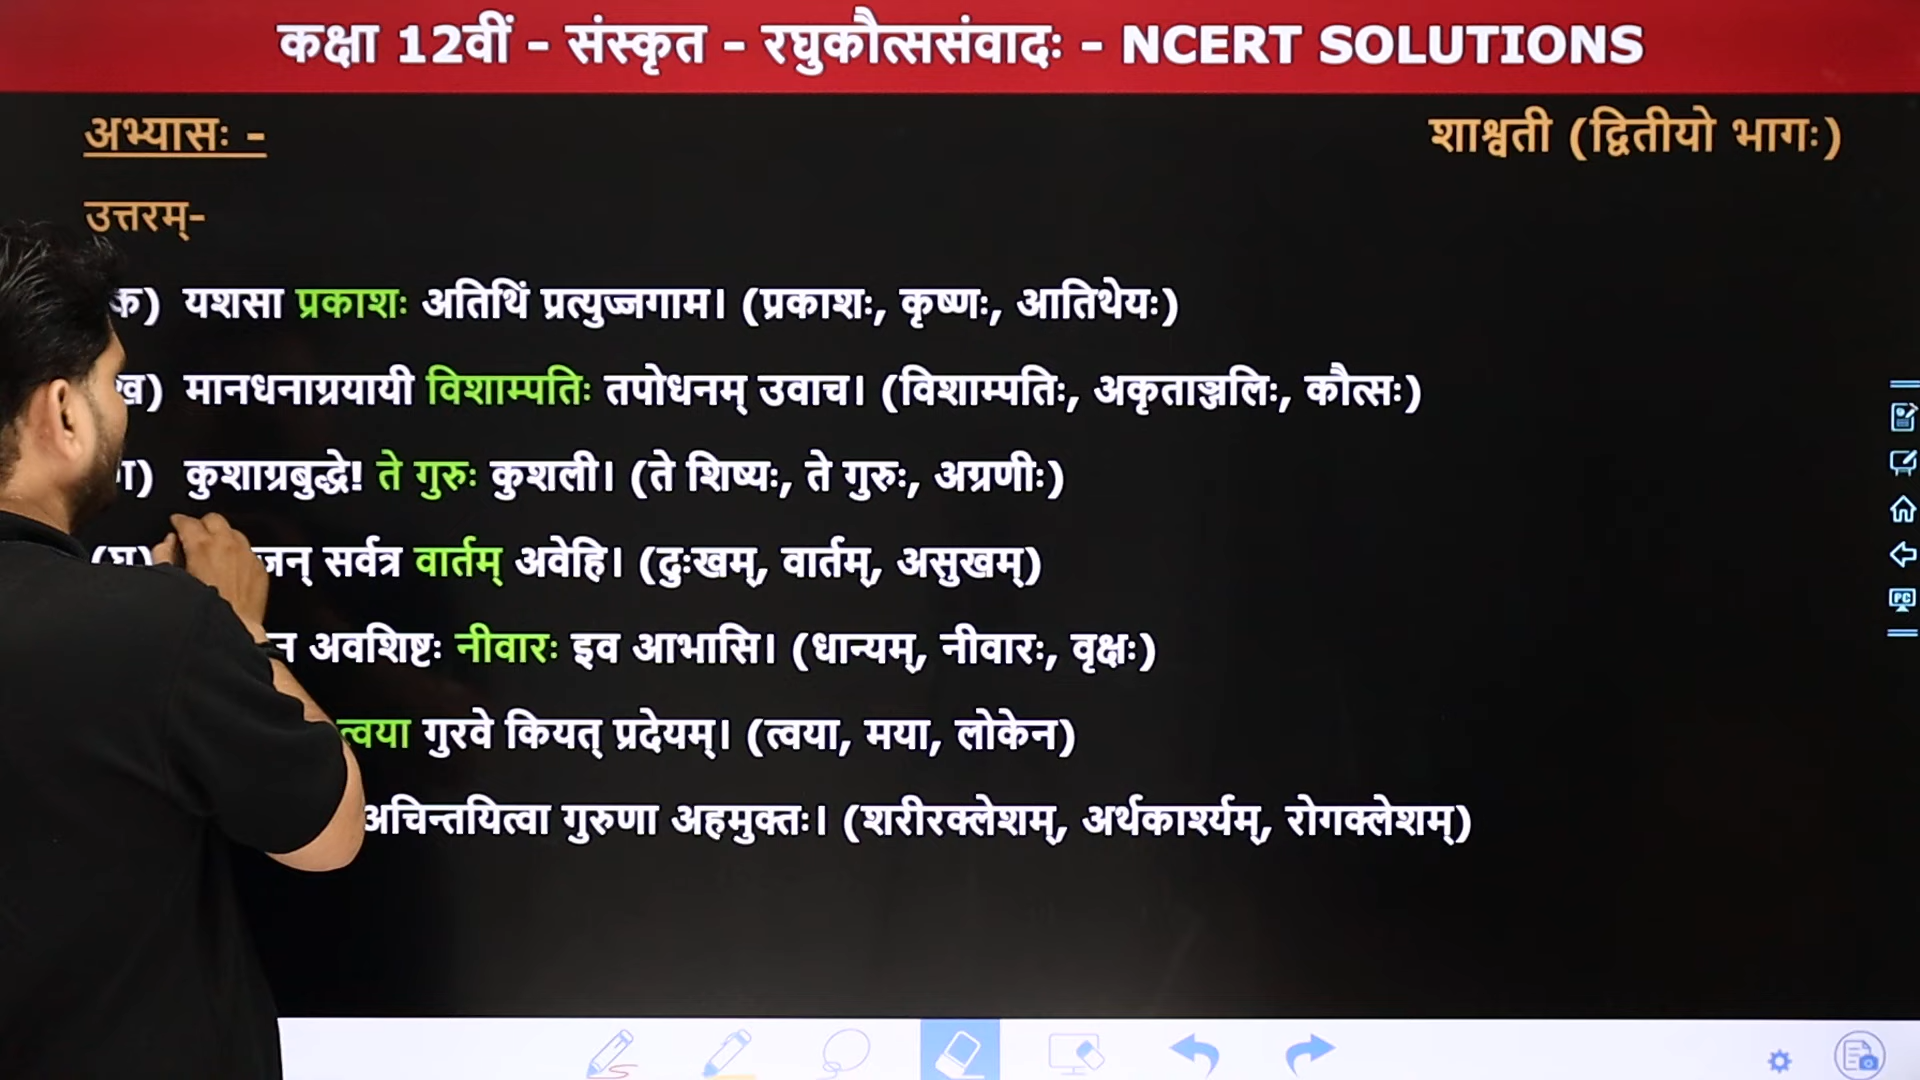 कक्षा 12वीं - संस्कृत - रघुकौत्ससंवादः - NCERT SOLUTIONS
अभ्यासः -
शाश्वती (द्वितीयो भागः)
उत्तरम्-
क) यशसा प्रकाशः अतिथिं प्रत्युज्जगाम। (प्रकाशः, कृष्णः, आतिथेयः)
ख) मानधनाग्रयायी विशाम्पतिः तपोधनम् उवाच। (विशाम्पतिः, अकृताञ्जलिः, कौत्सः)
ग) कुशाग्रबुद्धे! ते गुरुः कुशली। (ते शिष्यः, ते गुरुः, अग्रणीः)
(घ) सर्वत्र वार्तम् अवेहि। (दुःखम्, वार्तम्, असुखम्)
अवशिष्टः नीवारः इव आभासि। (धान्यम्, नीवारः, वृक्षः)
त्वया गुरवे कियत् प्रदेयम्। (त्वया, मया, लोकेन)
अचिन्तयित्वा गुरुणा अहमुक्तः। (शरीरक्लेशम्, अर्थकार्श्यम्, रोगक्लेशम्)
PC